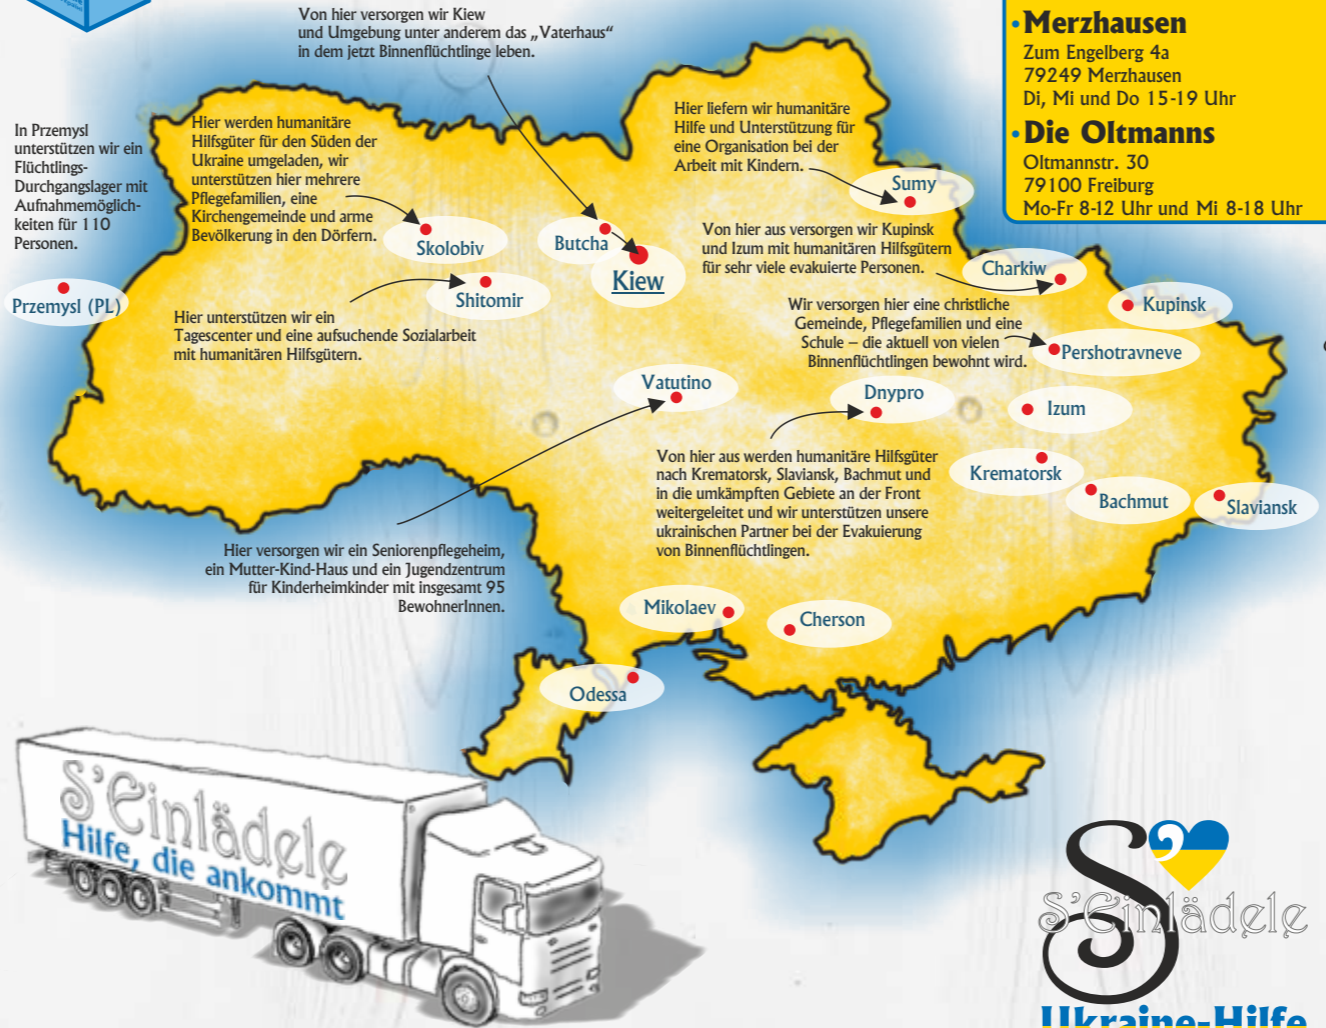 Von hier versorgen wir Kiew
und Umgebung unter anderem das „Vaterhaus“
in dem jetzt Binnenflüchtlinge leben.
• Merzhausen
Zum Engelberg 4a
79249 Merzhausen
Di, Mi und Do 15-19 Uhr
• Die Oltmanns
Oltmannstr. 30
79100 Freiburg
Mo-Fr 8-12 Uhr und Mi 8-18 Uhr
In Przemysl
unterstützen wir ein
Flüchtlings-
Durchgangslager mit
Aufnahmemöglich-
keiten für 110
Personen.
Przemysl (PL)
Hier werden humanitäre
Hilfsgüter für den Süden der
Ukraine umgeladen, wir
unterstützen hier mehrere
Pflegefamilien, eine
Kirchengemeinde und arme
Bevölkerung in den Dörfern.
Skolobiv
Butcha
Kiew
Shitomir
Hier unterstützen wir ein
Tagescenter und eine aufsuchende Sozialarbeit
mit humanitären Hilfsgütern.
Hier liefern wir humanitäre
Hilfe und Unterstützung für
eine Organisation bei der
Arbeit mit Kindern.
Sumy
Von hier aus versorgen wir Kupinsk
und Izum mit humanitären Hilfsgütern
für sehr viele evakuierte Personen.
Charkiw
Kupinsk
Wir versorgen hier eine christliche
Gemeinde, Pflegefamilien und eine
Schule – die aktuell von vielen
Binnenflüchtlingen bewohnt wird.
Pershotravneve
Vatutino
Dnypro
Izum
Von hier aus werden humanitäre Hilfsgüter
nach Krematorsk, Slaviansk, Bachmut und
in die umkämpften Gebiete an der Front
weitergeleitet und wir unterstützen unsere
ukrainischen Partner bei der Evakuierung
von Binnenflüchtlingen.
Krematorsk
Bachmut
Slaviansk
Hier versorgen wir ein Seniorenpflegeheim,
ein Mutter-Kind-Haus und ein Jugendzentrum
für Kinderheimkinder mit insgesamt 95
BewohnerInnen.
Mikolaev
Cherson
Odessa
S'Einlädele
Hilfe, die ankommt
S'
S'Einlädele
Ukraine-Hilfe